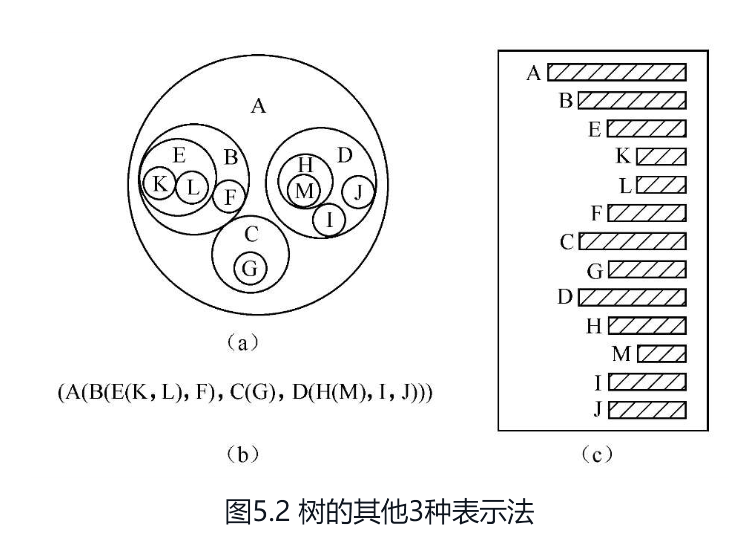 A
E
B
K
L
F
H
D
M
J
I
C
G
（a）
(A(B(E(K, L), F), C(G), D(H(M), I, J)))
（b）
A
B
E
K
L
F
C
G
D
H
M
I
J
（c）
图5.2 树的其他3种表示法